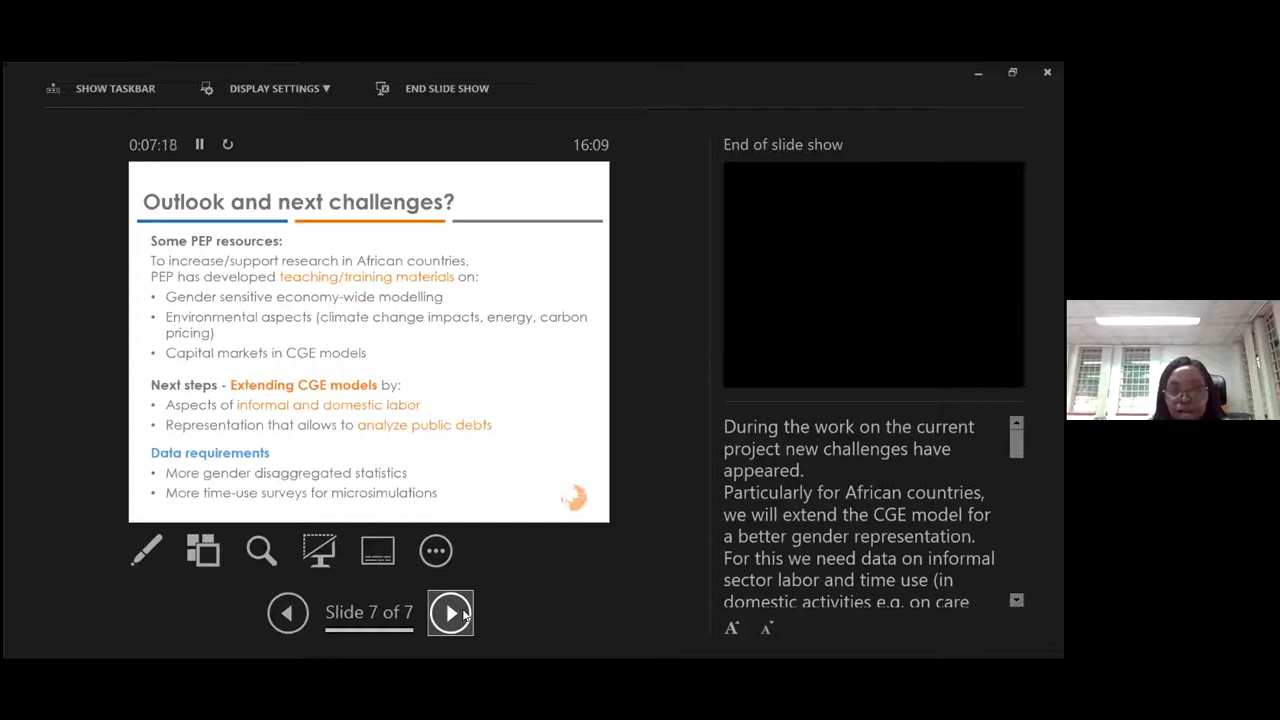 SHOW TASKBAR
DISPLAY SETTINGS ▼
END SLIDE SHOW
0:07:18
16:09
End of slide show
Outlook and next challenges?
Some PEP resources:
To increase/support research in African countries,
PEP has developed teaching/training materials on:
• Gender sensitive economy-wide modelling
• Environmental aspects (climate change impacts, energy, carbon
pricing)
• Capital markets in CGE models
Next steps - Extending CGE models by:
• Aspects of informal and domestic labor
• Representation that allows to analyze public debts
Data requirements
• More gender disaggregated statistics
• More time-use surveys for microsimulations
During the work on the current
project new challenges have
appeared.
Particularly for African countries,
we will extend the CGE model for
a better gender representation.
For this we need data on informal
sector labor and time use (in
domestic activities e.g. on care
Slide 7 of 7
A A